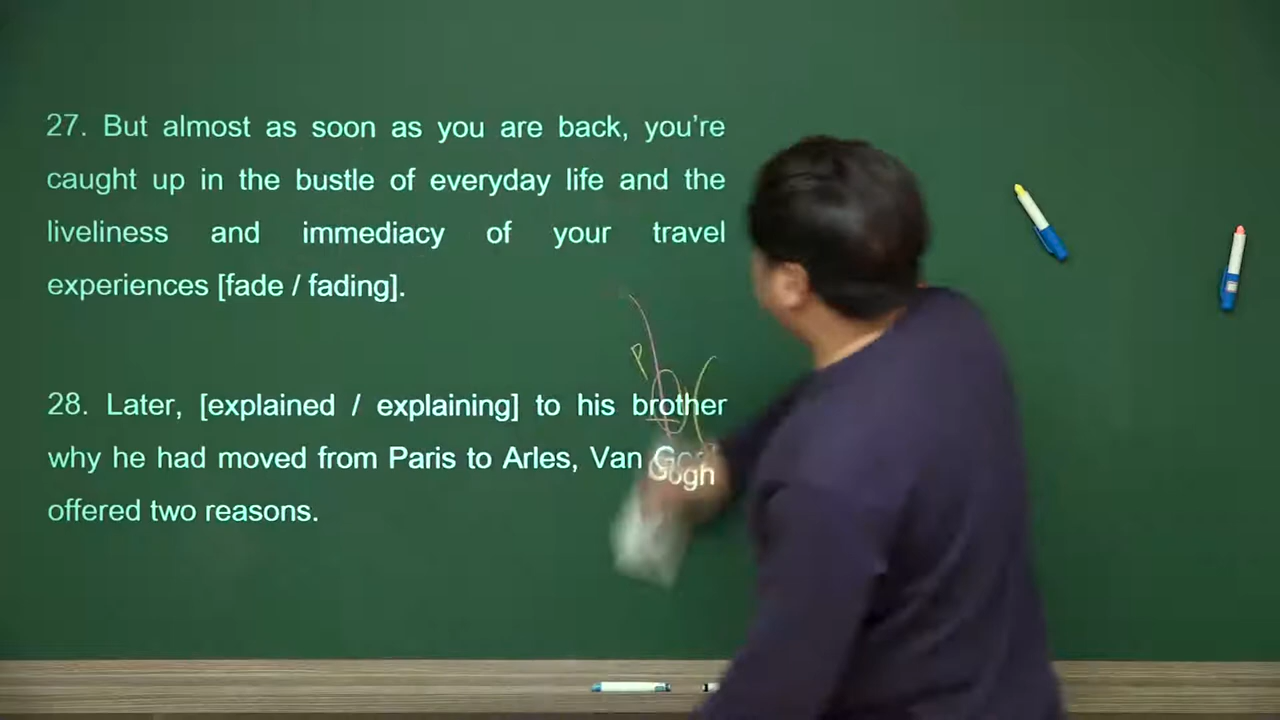 27. But almost as soon as you are back, you're
caught up in the bustle of everyday life and the
liveliness and immediacy of your travel
experiences [fade / fading].
28. Later, [explained / explaining] to his brother
why he had moved from Paris to Arles, Van Gogh
offered two reasons.